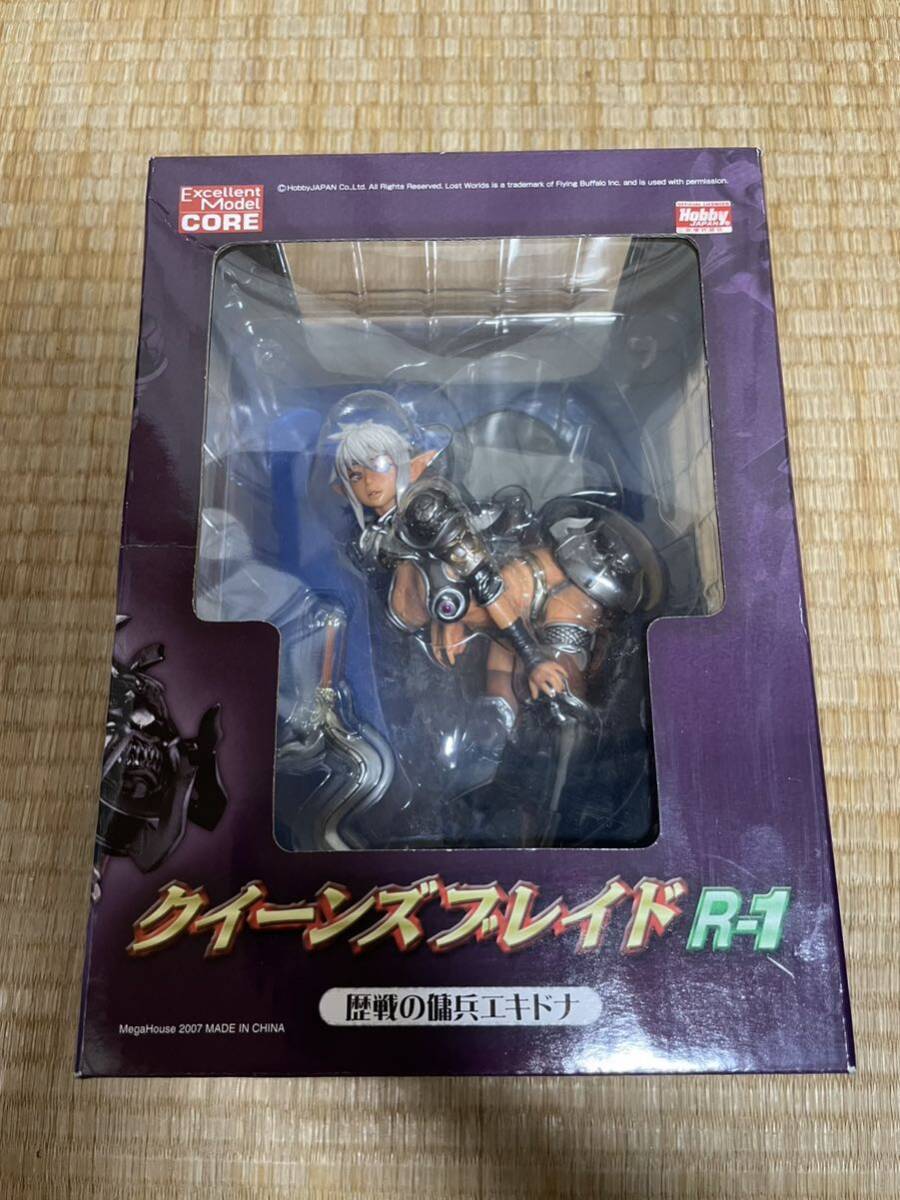 Excellent
Model
CORE
©HobbyJAPAN Co.,Ltd. All Rights Reserved. Lost Worlds is a trademark of Flying Buffalo Inc. and is used with permission.
OFFICIAL LICENSED
Hobby
JAPAN®
クイーンズブレイド R-1
歴戦の傭兵エキドナ
MegaHouse 2007 MADE IN CHINA